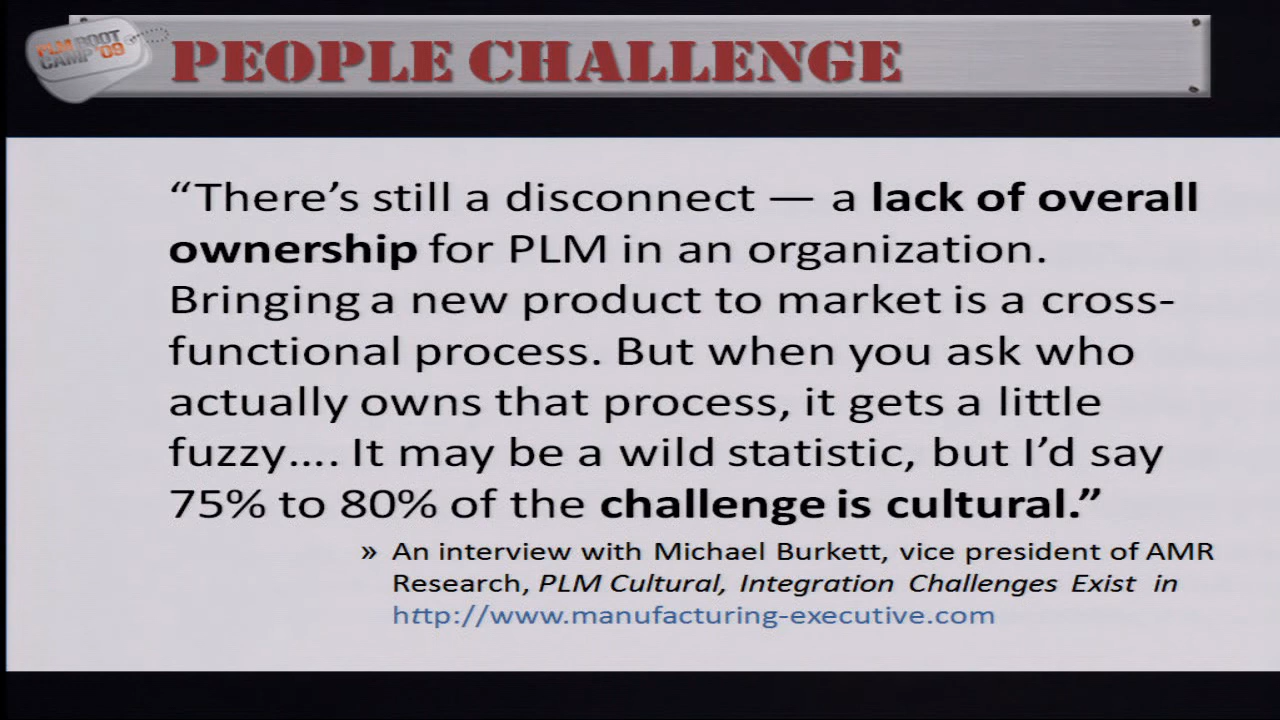 PLM BOOT
CAMP '09
PEOPLE CHALLENGE
“There’s still a disconnect — a lack of overall
ownership for PLM in an organization.
Bringing a new product to market is a cross-
functional process. But when you ask who
actually owns that process, it gets a little
fuzzy…. It may be a wild statistic, but I’d say
75% to 80% of the challenge is cultural.”
» An interview with Michael Burkett, vice president of AMR
Research, PLM Cultural, Integration Challenges Exist in
http://www.manufacturing-executive.com